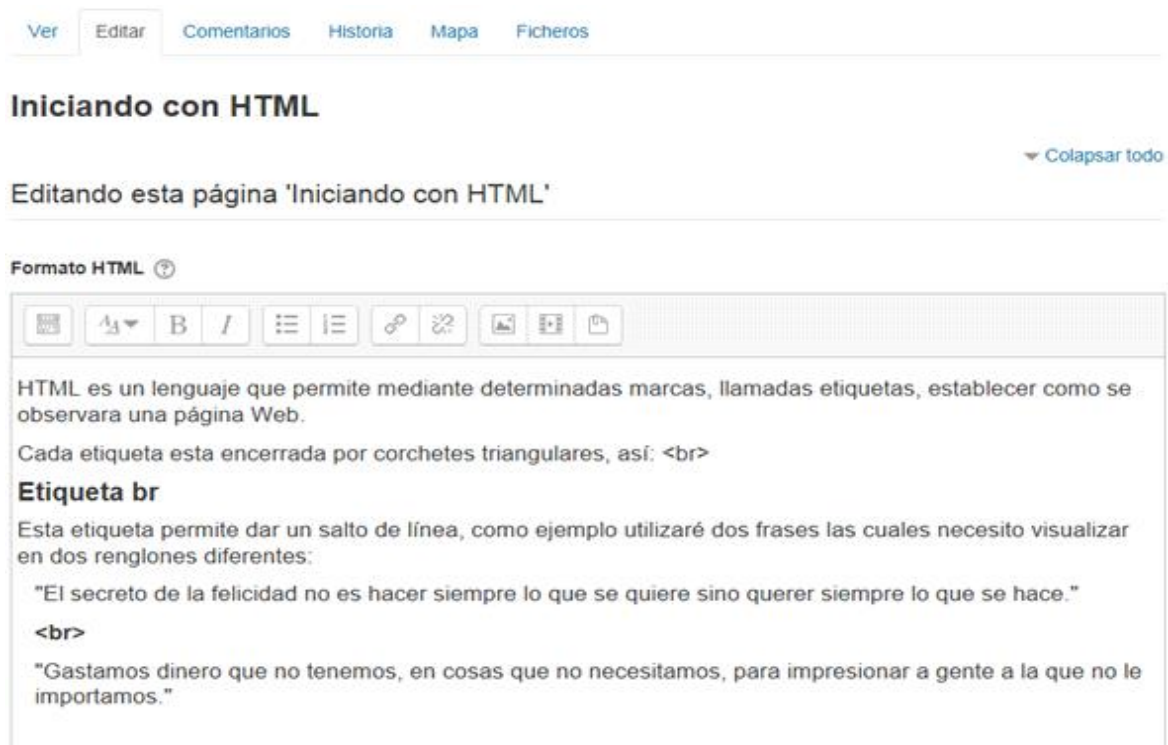 Ver Editar Comentarios Historia Mapa Ficheros
Iniciando con HTML
Colapsar todo
Editando esta página 'Iniciando con HTML'
Formato HTML
B I
HTML es un lenguaje que permite mediante determinadas marcas, llamadas etiquetas, establecer como se
observara una página Web.
Cada etiqueta esta encerrada por corchetes triangulares, así: <br>
Etiqueta br
Esta etiqueta permite dar un salto de línea, como ejemplo utilizaré dos frases las cuales necesito visualizar
en dos renglones diferentes:
"El secreto de la felicidad no es hacer siempre lo que se quiere sino querer siempre lo que se hace."
<br>
"Gastamos dinero que no tenemos, en cosas que no necesitamos, para impresionar a gente a la que no le
importamos."